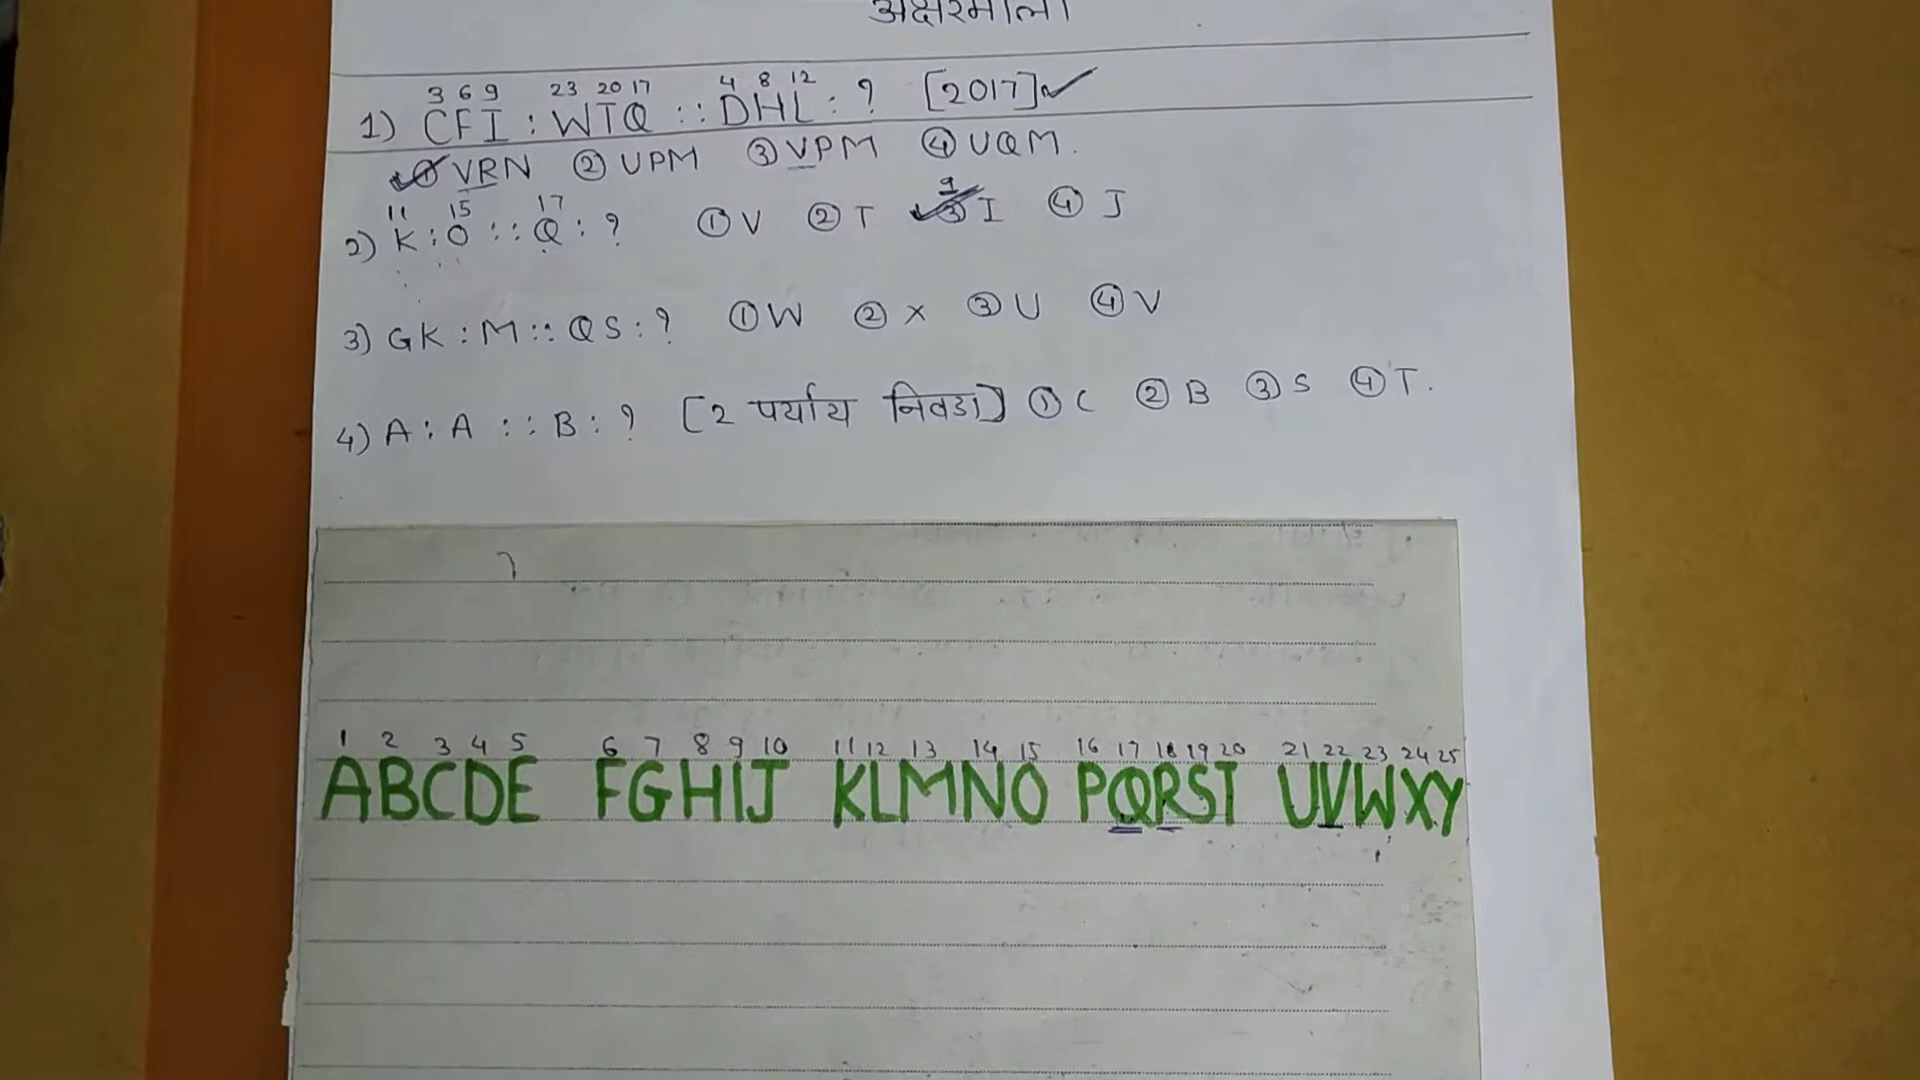 अक्षरमाला
3 6 9 23 20 17 4 8 12
1) CFI : WTQ :: DHL : ? [2017]✓
① VRN ② UPM ③ VPM ④ UQM.
11 15 17 9
2) K : O :: Q : ? ① V ② T ③ I ④ J
3) GK : M :: QS : ? ① W ② X ③ U ④ V
4) A : A :: B : ? [2 पर्याय निवडा] ① C ② B ③ S ④ T.
1 2 3 4 5 6 7 8 9 10 11 12 13 14 15 16 17 18 19 20 21 22 23 24 25
ABCDE FGHIJ KLMNO PQRST UVWXY